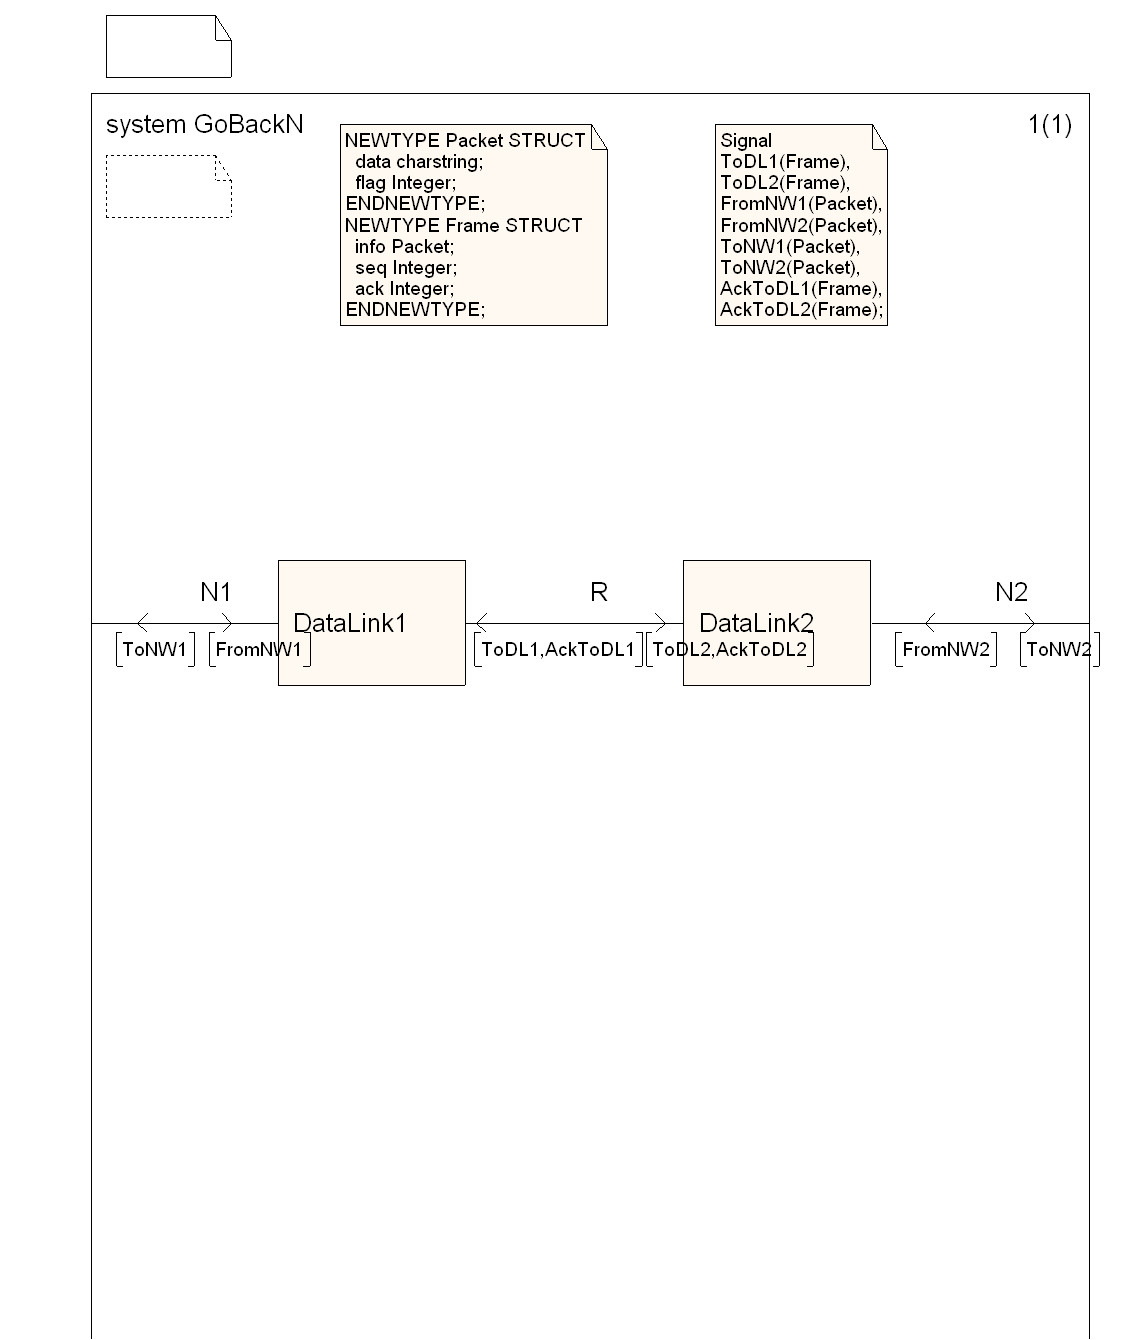 system GoBackN
1(1)
NEWTYPE Packet STRUCT
data charstring;
flag Integer;
ENDNEWTYPE;
NEWTYPE Frame STRUCT
info Packet;
seq Integer;
ack Integer;
ENDNEWTYPE;
Signal
ToDL1(Frame),
ToDL2(Frame),
FromNW1(Packet),
FromNW2(Packet),
ToNW1(Packet),
ToNW2(Packet),
AckToDL1(Frame),
AckToDL2(Frame);
N1
R
N2
DataLink1
DataLink2
ToNW1
FromNW1
ToDL1,AckToDL1
ToDL2,AckToDL2
FromNW2
ToNW2